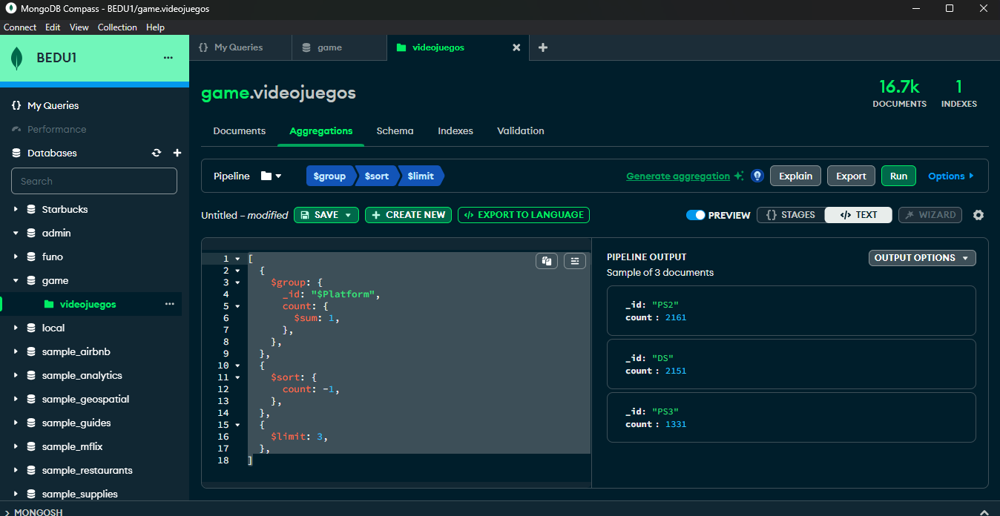 MongoDB Compass - BEDU1/game.videojuegos
Connect Edit View Collection Help
BEDU1
{} My Queries
Performance
Databases
Search
Starbucks
admin
funo
game
videojuegos
local
sample_airbnb
sample_analytics
sample_geospatial
sample_guides
sample_mflix
sample_restaurants
sample_supplies
MONGOSH
{} My Queries game videojuegos
game.videojuegos
16.7k 1
DOCUMENTS INDEXES
Documents Aggregations Schema Indexes Validation
Pipeline $group $sort $limit Generate aggregation Explain Export Run Options
Untitled – modified SAVE + CREATE NEW </> EXPORT TO LANGUAGE PREVIEW {} STAGES </> TEXT WIZARD
1 [
2 {
3 $group: {
4 _id: "$Platform",
5 count: {
6 $sum: 1,
7 },
8 },
9 },
10 {
11 $sort: {
12 count: -1,
13 },
14 },
15 {
16 $limit: 3,
17 },
18 ]
PIPELINE OUTPUT
Sample of 3 documents
OUTPUT OPTIONS
_id: "PS2"
count : 2161
_id: "DS"
count : 2151
_id: "PS3"
count : 1331